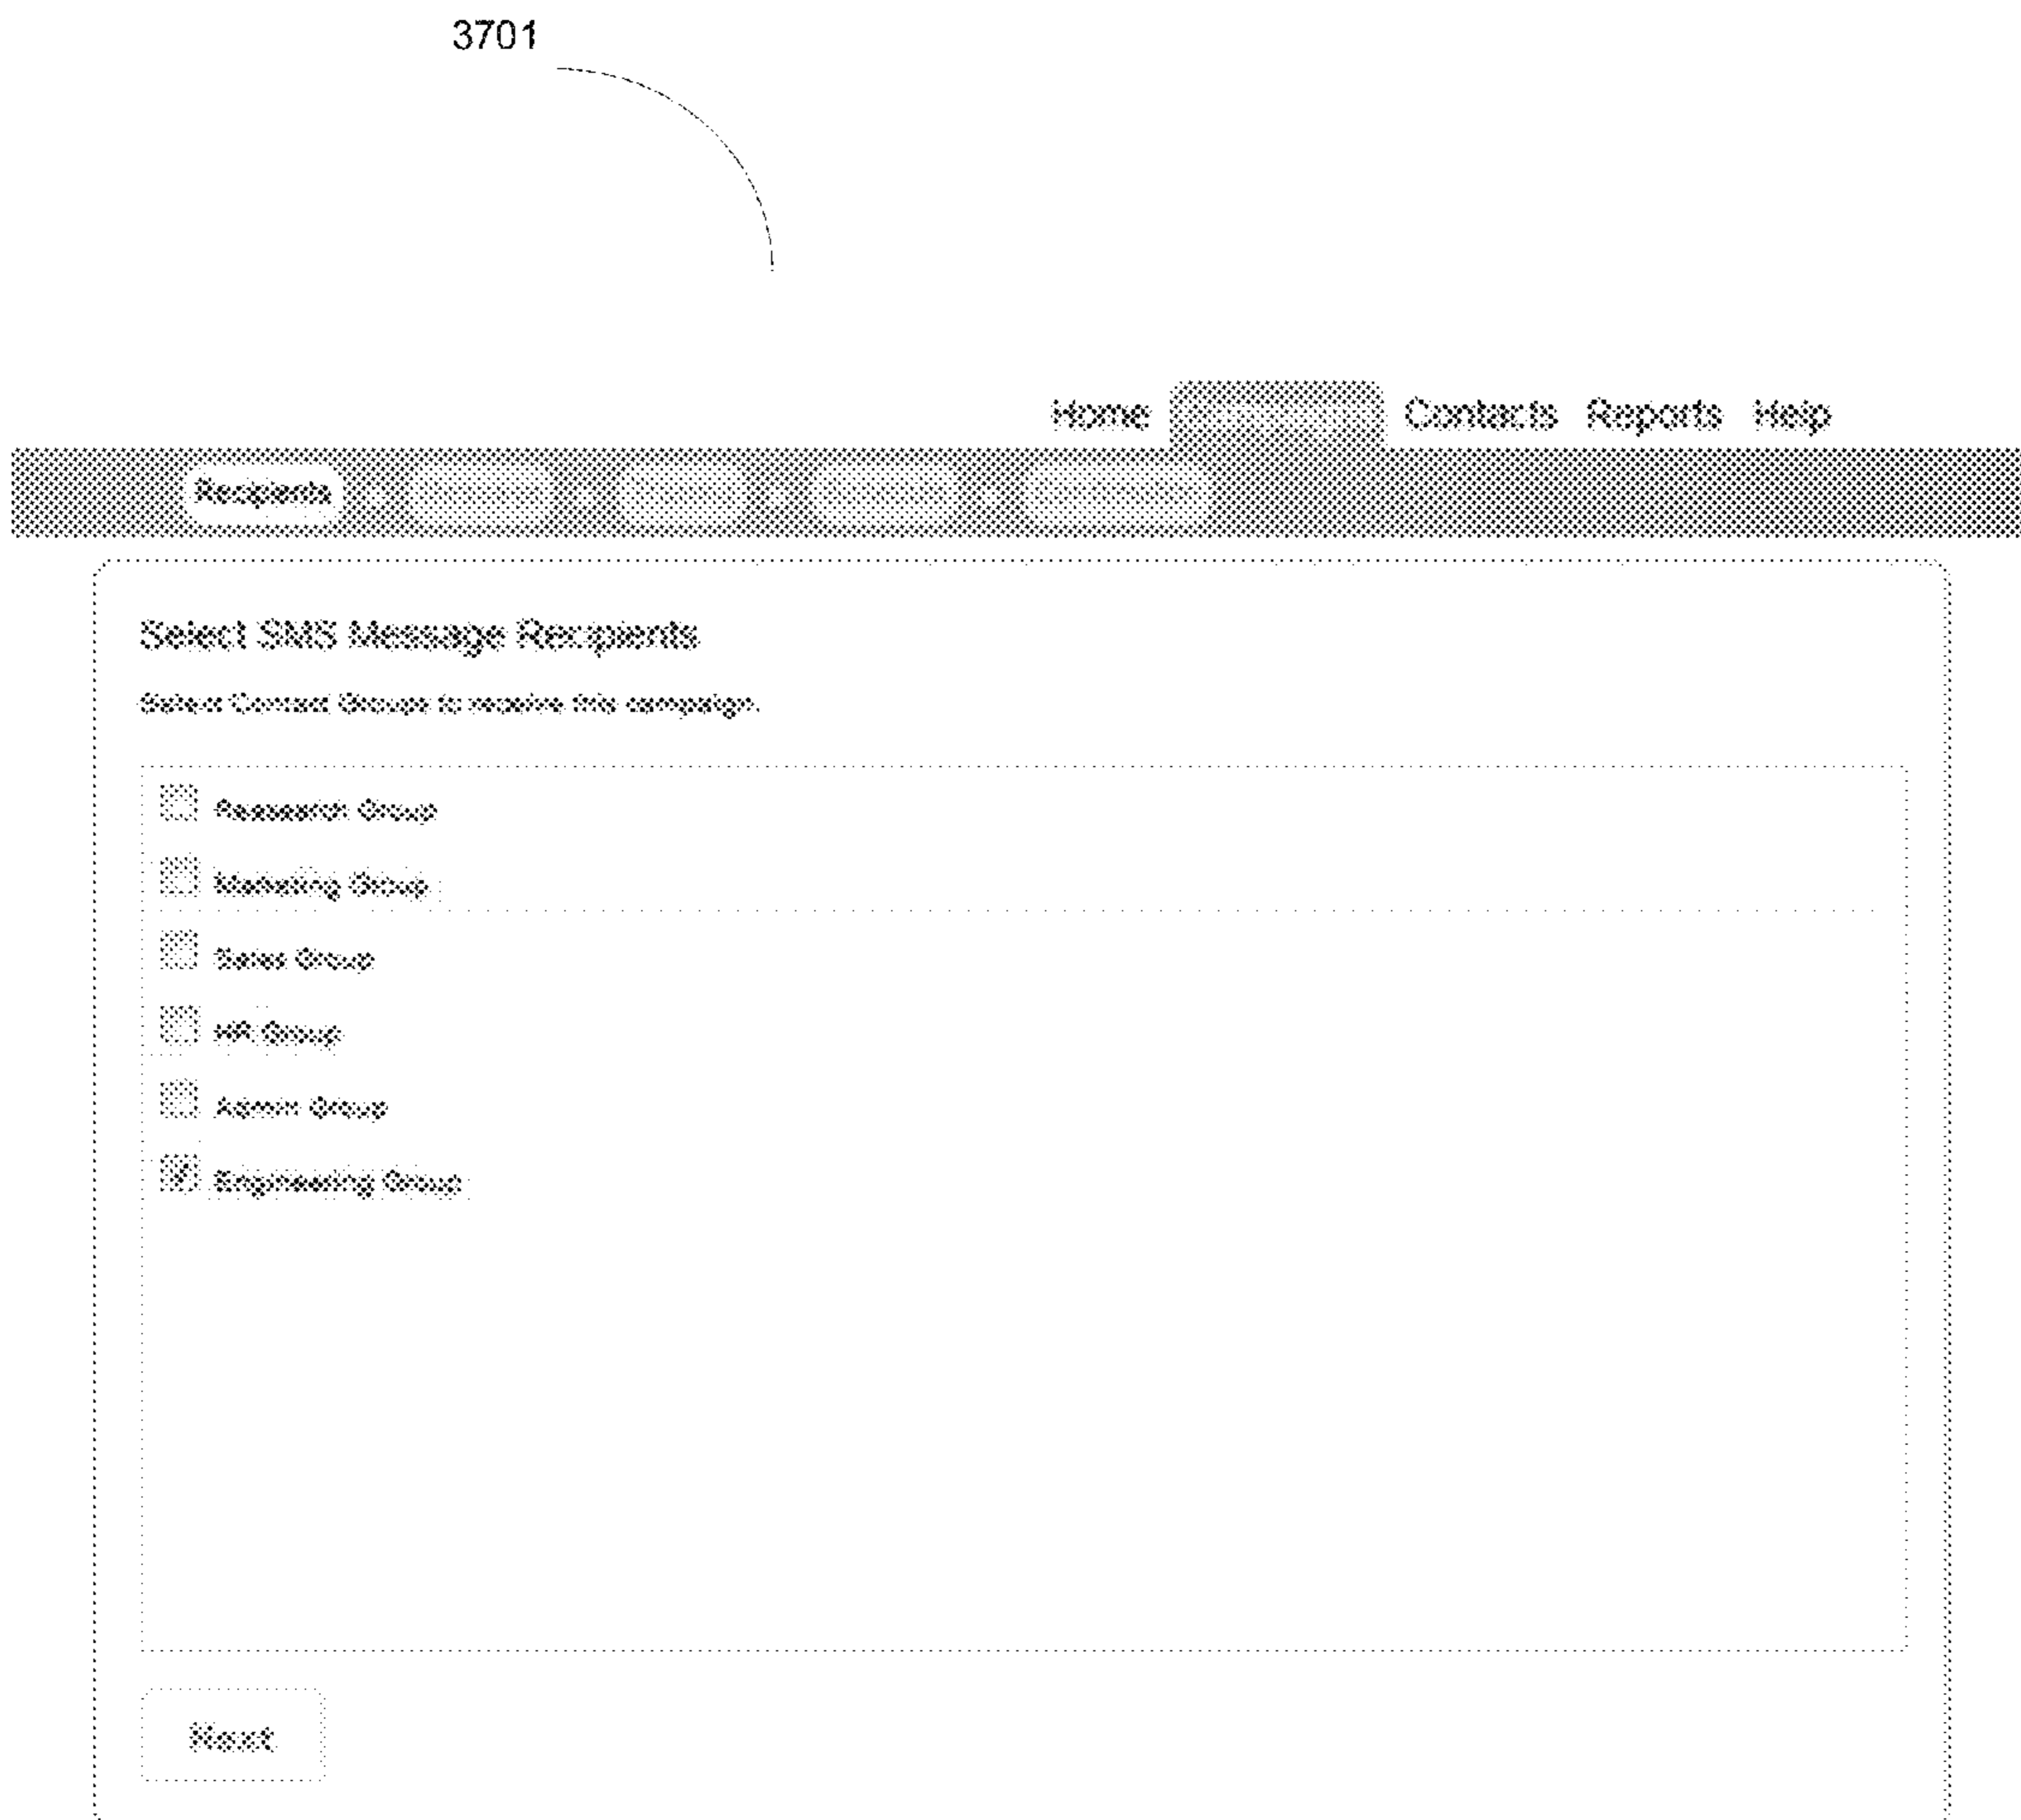 3701
Home Contacts Reports Help
Recipients
Select SMS Message Recipients
Select Contact Groups to receive this campaign.
Research Group
Marketing Group
Sales Group
HR Group
Admin Group
Engineering Group
Next